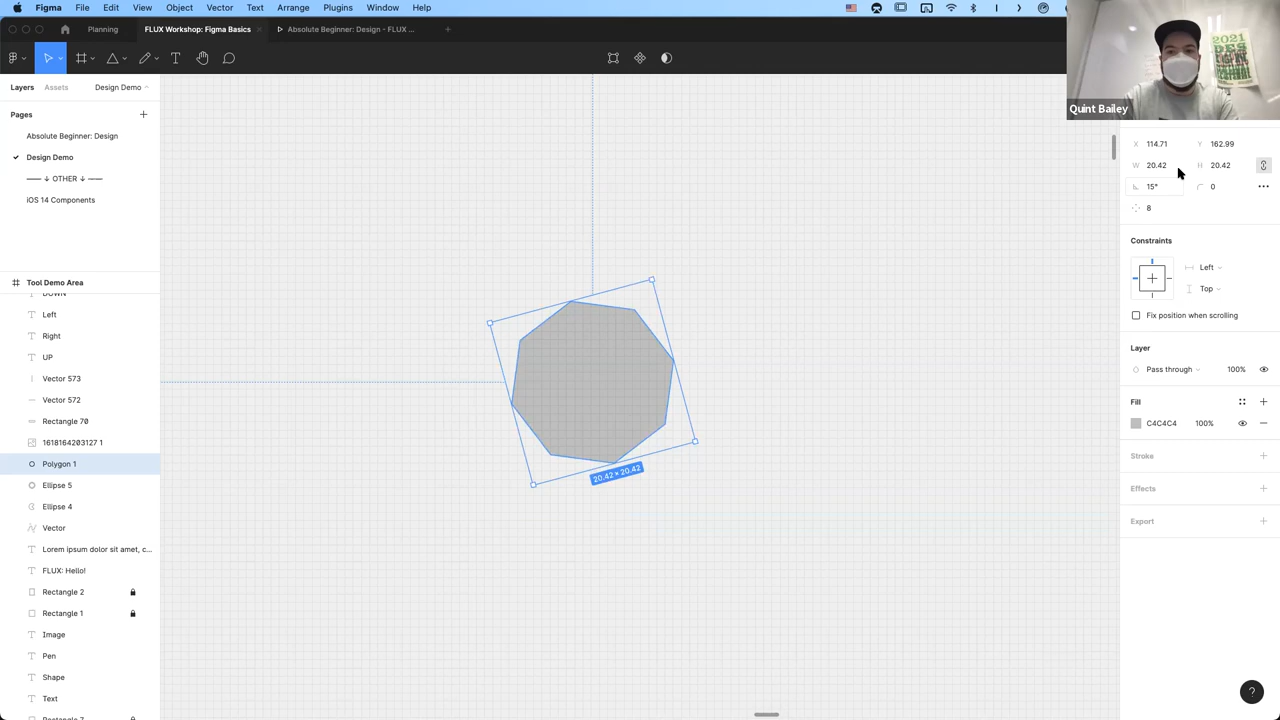 Figma File Edit View Object Vector Text Arrange Plugins Window Help
Planning FLUX Workshop: Figma Basics Absolute Beginner: Design - FLUX ...
Layers Assets Design Demo
Pages
Absolute Beginner: Design
Design Demo
—— ↓ OTHER ↓ ——
iOS 14 Components
Tool Demo Area
DOWN
Left
Right
UP
Vector 573
Vector 572
Rectangle 70
1618164203127 1
Polygon 1
Ellipse 5
Ellipse 4
Vector
Lorem ipsum dolor sit amet, c...
FLUX: Hello!
Rectangle 2
Rectangle 1
Image
Pen
Shape
Text
Rectangle 7
20.42 × 20.42
2021
Quint Bailey
X 114.71 Y 162.99
W 20.42 H 20.42
15° 0
8
Constraints
Left
Top
Fix position when scrolling
Layer
Pass through 100%
Fill
C4C4C4 100%
Stroke
Effects
Export
?